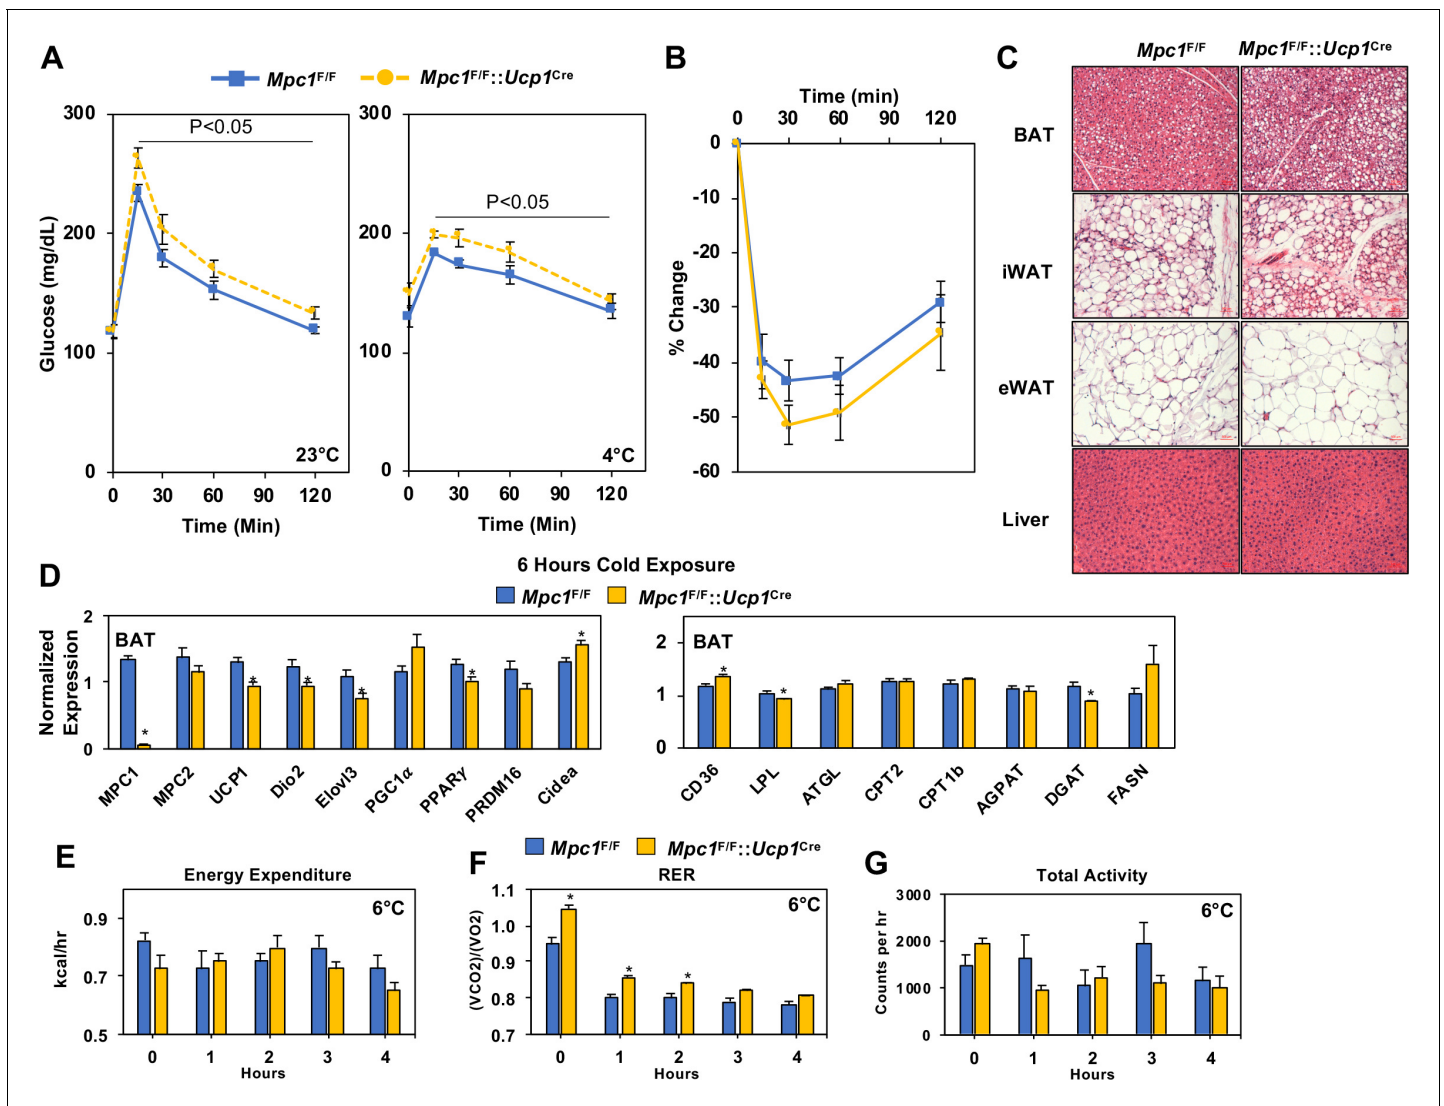 A
Mpc1F/F
Mpc1F/F::Ucp1Cre
300
200
100
0
Glucose (mg/dL)
P<0.05
23°C
0 30 60 90 120
Time (Min)
300
200
100
0
P<0.05
4°C
0 30 60 90 120
Time (Min)
B
Time (min)
0 30 60 90 120
0
-10
-20
-30
-40
-50
-60
% Change
C
Mpc1F/F Mpc1F/F::Ucp1Cre
BAT
iWAT
eWAT
Liver
D
6 Hours Cold Exposure
Mpc1F/F Mpc1F/F::Ucp1Cre
Normalized
Expression
2
1
0
BAT
* * * * * *
MPC1 MPC2 UCP1 Dio2 Elovl3 PGC1α PPARγ PRDM16 Cidea
2
1
0
BAT
* * *
CD36 LPL ATGL CPT2 CPT1b AGPAT DGAT FASN
Mpc1F/F Mpc1F/F::Ucp1Cre
E
Energy Expenditure
kcal/hr
0.9
0.7
0.5
6°C
0 1 2 3 4
Hours
F
RER
(VCO2)/(VO2)
1.1
1.0
0.9
0.8
0.7
6°C
* * *
0 1 2 3 4
Hours
G
Total Activity
Counts per hr
3000
2000
1000
0
6°C
0 1 2 3 4
Hours